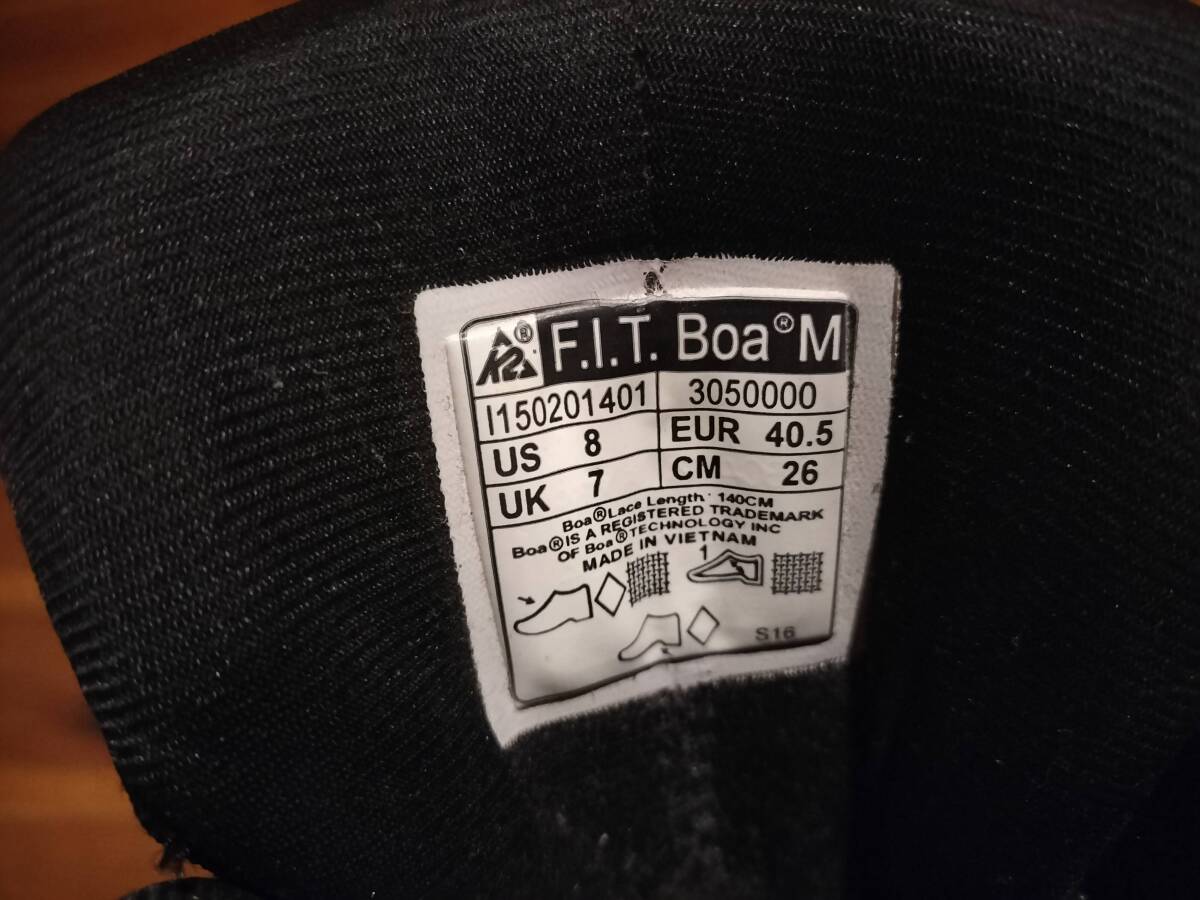 K2® F.I.T. Boa® M
I150201401 3050000
US 8 EUR 40.5
UK 7 CM 26
Boa® Lace Length: 140CM
Boa® IS A REGISTERED TRADEMARK
OF Boa® TECHNOLOGY INC
MADE IN VIETNAM
1
S16